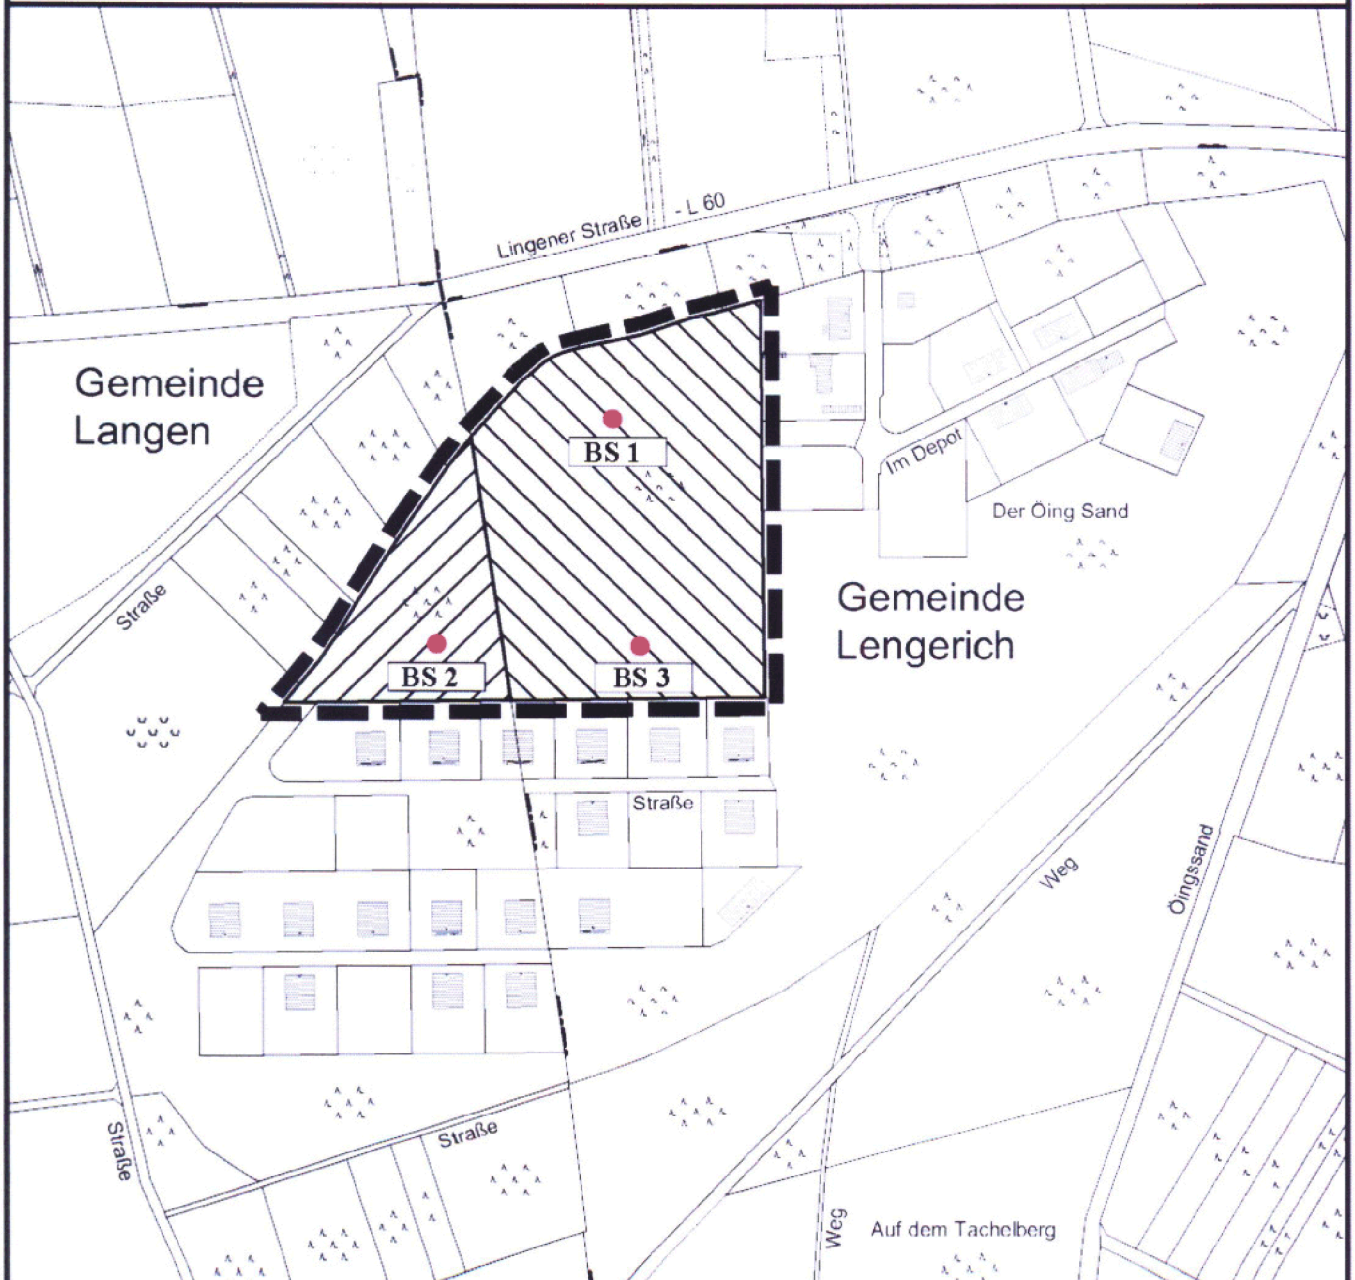 Lingener Straße - L 60
Gemeinde
Langen
BS 1
Im Depot
Der Öing Sand
Straße
Gemeinde
Lengerich
BS 2
BS 3
Straße
Weg
Öingssand
Straße
Straße
Weg
Auf dem Tachelberg